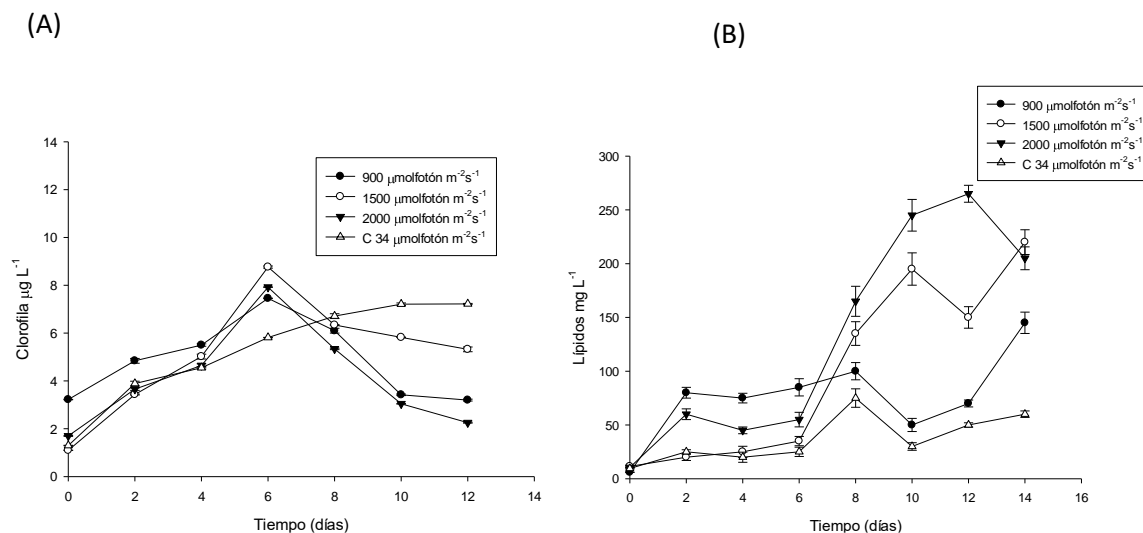 (A)
(B)
900 μmolfotón m⁻²s⁻¹
1500 μmolfotón m⁻²s⁻¹
2000 μmolfotón m⁻²s⁻¹
C 34 μmolfotón m⁻²s⁻¹
Clorofila μg L⁻¹
14
12
10
8
6
4
2
0
0 2 4 6 8 10 12 14
Tiempo (días)
900 μmolfotón m⁻²s⁻¹
1500 μmolfotón m⁻²s⁻¹
2000 μmolfotón m⁻²s⁻¹
C 34 μmolfotón m⁻²s⁻¹
Lípidos mg L⁻¹
300
250
200
150
100
50
0
0 2 4 6 8 10 12 14 16
Tiempo (días)